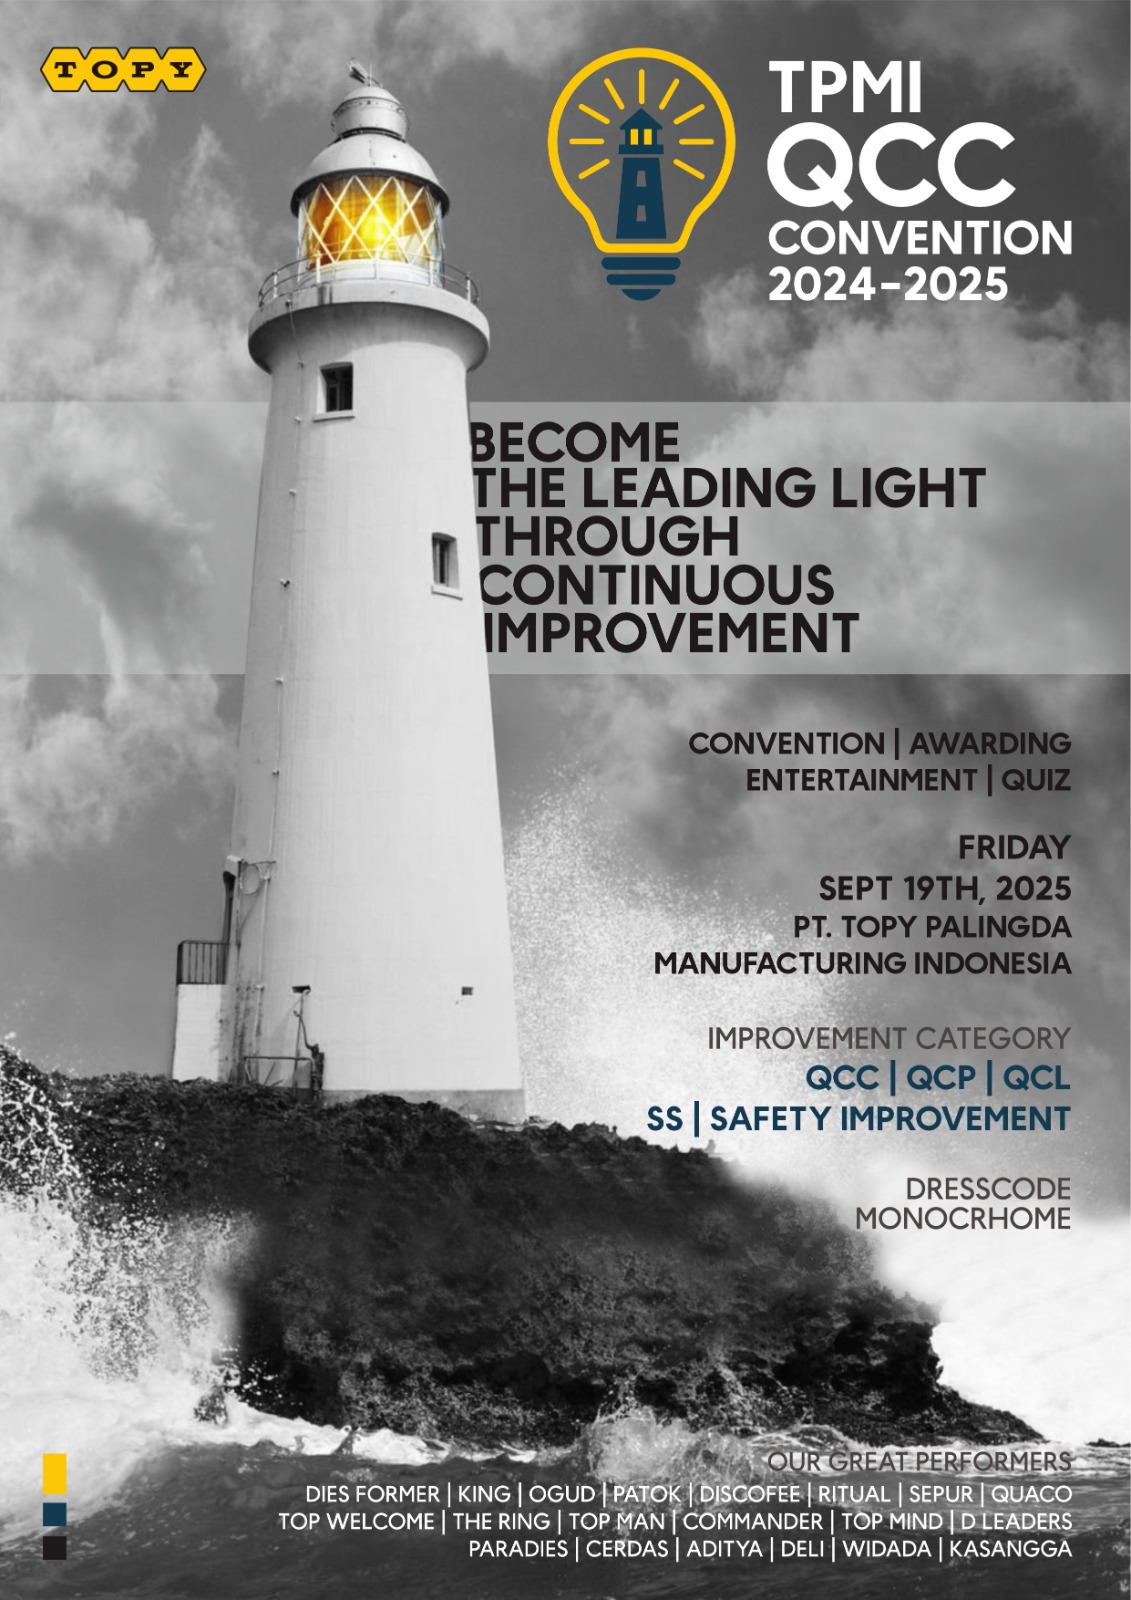 TOPY
TPMI
QCC
CONVENTION
2024-2025
BECOME
THE LEADING LIGHT
THROUGH
CONTINUOUS
IMPROVEMENT
CONVENTION | AWARDING
ENTERTAINMENT | QUIZ
FRIDAY
SEPT 19TH, 2025
PT. TOPY PALINGDA
MANUFACTURING INDONESIA
IMPROVEMENT CATEGORY
QCC | QCP | QCL
SS | SAFETY IMPROVEMENT
DRESSCODE
MONOCRHOME
OUR GREAT PERFORMERS
DIES FORMER | KING | OGUD | PATOK | DISCOFEE | RITUAL | SEPUR | QUACO
TOP WELCOME | THE RING | TOP MAN | COMMANDER | TOP MIND | D LEADERS
PARADIES | CERDAS | ADITYA | DELI | WIDADA | KASANGGA